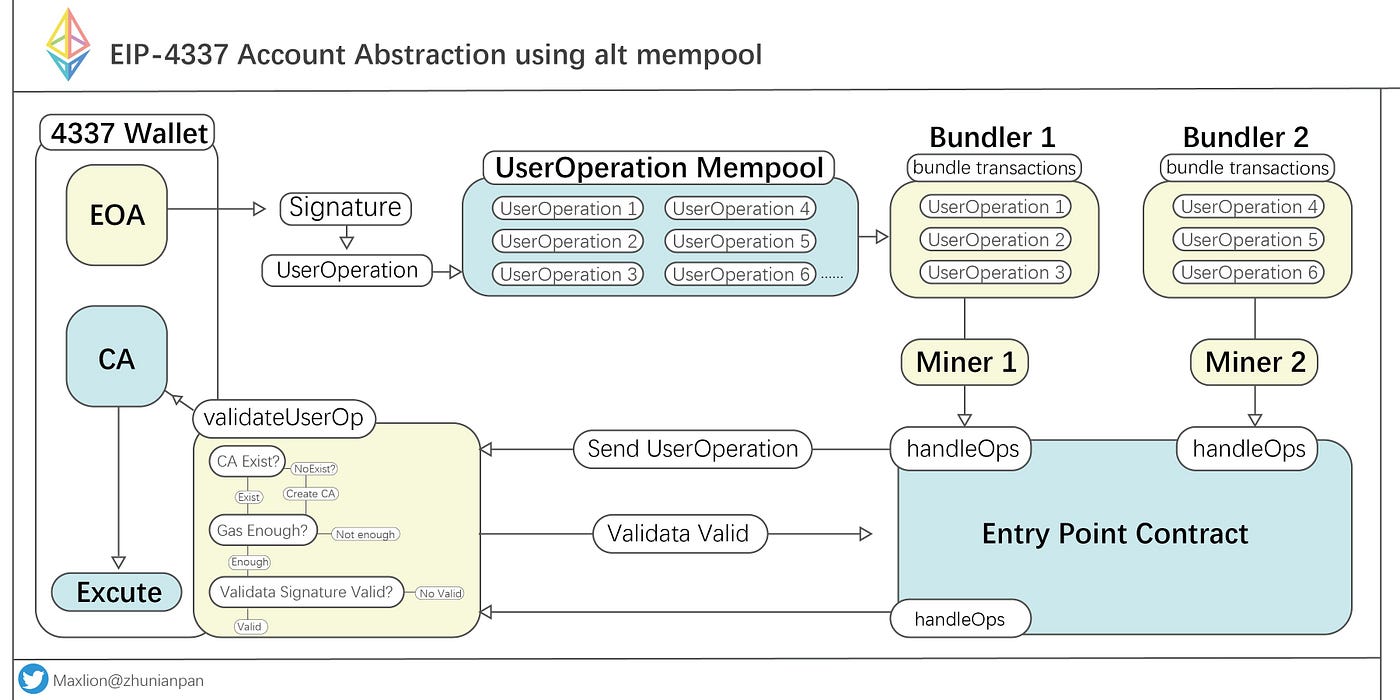 EIP-4337 Account Abstraction using alt mempool
4337 Wallet
EOA
CA
Excute
Signature
UserOperation
UserOperation Mempool
UserOperation 1
UserOperation 4
UserOperation 2
UserOperation 5
UserOperation 3
UserOperation 6
......
Bundler 1
bundle transactions
UserOperation 1
UserOperation 2
UserOperation 3
Miner 1
Bundler 2
bundle transactions
UserOperation 4
UserOperation 5
UserOperation 6
Miner 2
validateUserOp
CA Exist?
NoExist?
Exist
Create CA
Gas Enough?
Not enough
Enough
Validata Signature Valid?
No Valid
Valid
Send UserOperation
Validata Valid
handleOps
handleOps
Entry Point Contract
handleOps
Maxlion@zhunianpan